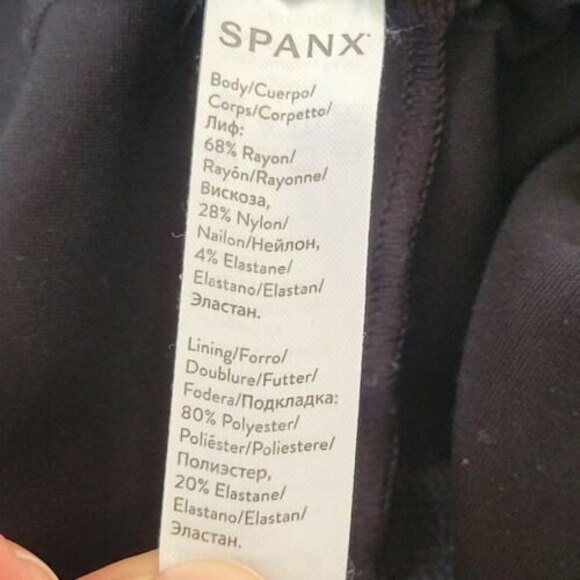 SPANX
Body/Cuerpo/
Corps/Corpetto/
Лиф:
68% Rayon/
Rayón/Rayonne/
Вискоза,
28% Nylon/
Nailon/Нейлон,
4% Elastane/
Elastano/Elastan/
Эластан.
Lining/Forro/
Doublure/Futter/
Fodera/Подкладка:
80% Polyester/
Poliéster/Poliestere/
Полиэстер,
20% Elastane/
Elastano/Elastan/
Эластан.